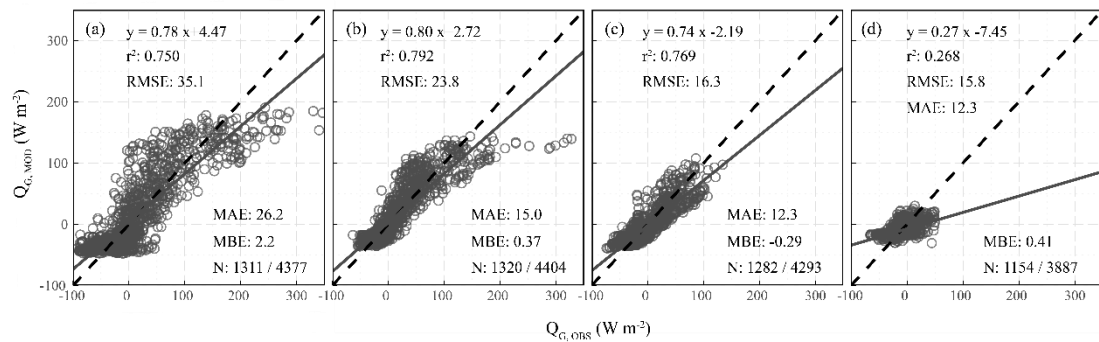 (a) y = 0.78 x +4.47
r²: 0.750
RMSE: 35.1
MAE: 26.2
MBE: 2.2
N: 1311 / 4377
(b) y = 0.80 x -2.72
r²: 0.792
RMSE: 23.8
MAE: 15.0
MBE: 0.37
N: 1320 / 4404
(c) y = 0.74 x -2.19
r²: 0.769
RMSE: 16.3
MAE: 12.3
MBE: -0.29
N: 1282 / 4293
(d) y = 0.27 x -7.45
r²: 0.268
RMSE: 15.8
MAE: 12.3
MBE: 0.41
N: 1154 / 3887
Q_G, MOD (W m⁻²)
300
200
100
0
-100
-100 0 100 200 300
-100 0 100 200 300
-100 0 100 200 300
-100 0 100 200 300
Q_G, OBS (W m⁻²)